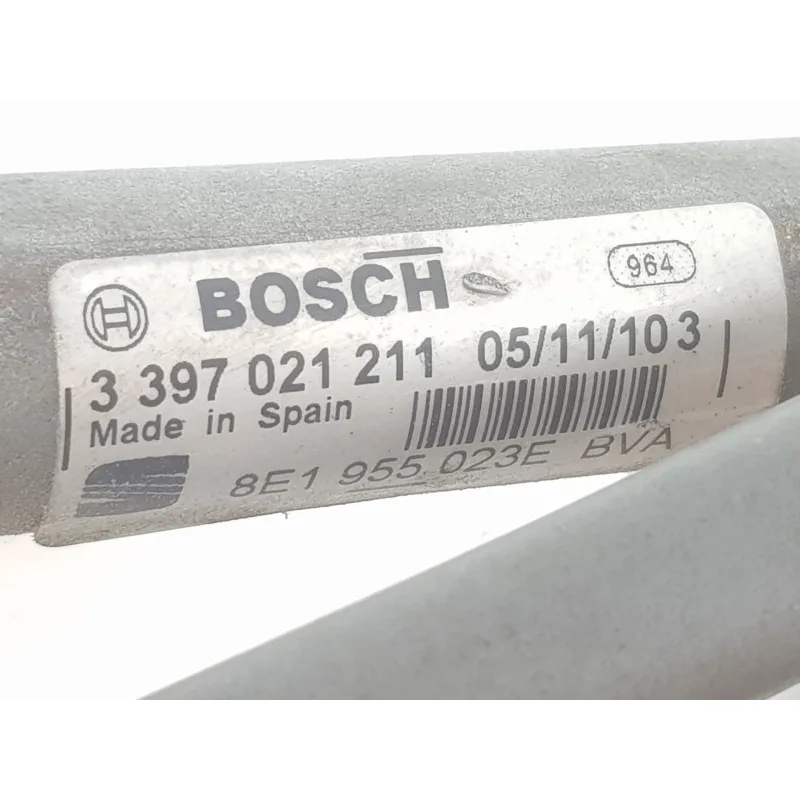 BOSCH 964
3 397 021 211 05/11/10 3
Made in Spain
8E1 955 023E BVA